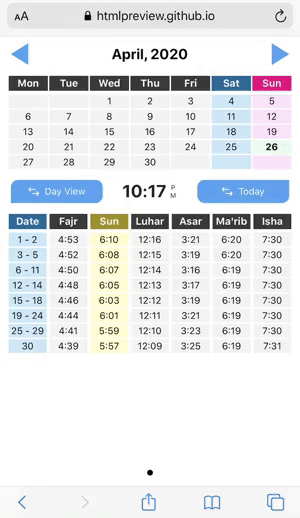 AA htmlpreview.github.io
April, 2020
Mon Tue Wed Thu Fri Sat Sun
1 2 3 4 5
6 7 8 9 10 11 12
13 14 15 16 17 18 19
20 21 22 23 24 25 26
27 28 29 30
Day View 10:17 PM Today
Date Fajr Sun Luhar Asar Ma'rib Isha
1 - 2 4:53 6:10 12:16 3:21 6:20 7:30
3 - 5 4:52 6:08 12:15 3:19 6:20 7:30
6 - 11 4:50 6:07 12:14 3:16 6:19 7:30
12 - 14 4:48 6:05 12:13 3:17 6:19 7:30
15 - 18 4:46 6:03 12:12 3:19 6:19 7:30
19 - 24 4:44 6:01 12:11 3:21 6:19 7:30
25 - 29 4:41 5:59 12:10 3:23 6:19 7:30
30 4:39 5:57 12:09 3:25 6:19 7:31